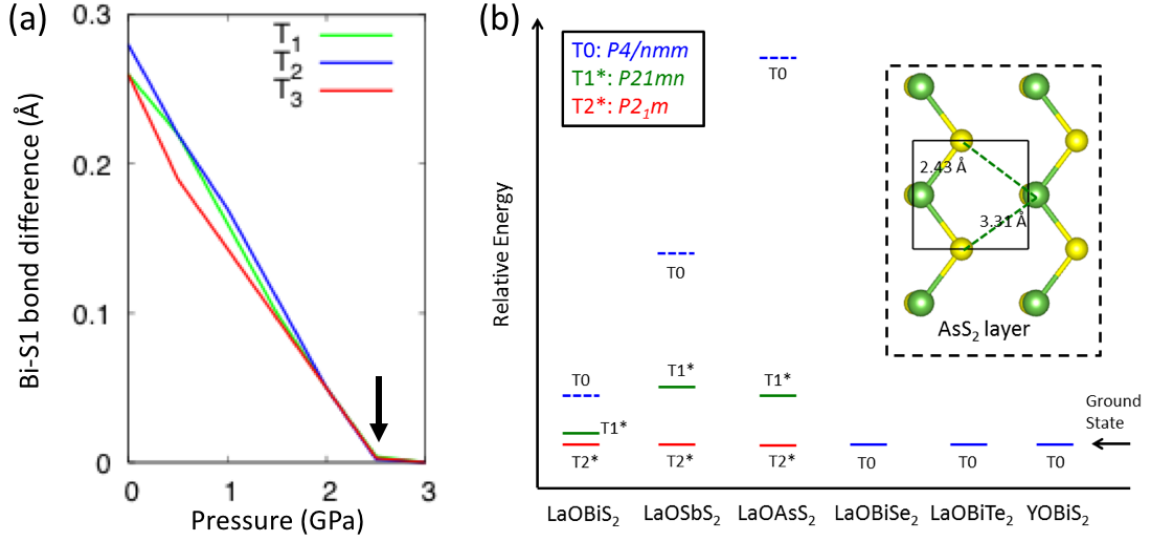 (a)
0.3
0.2
0.1
0
T1
T2
T3
Bi-S1 bond difference (Å)
0 1 2 3
Pressure (GPa)
(b)
T0: P4/nmm
T1*: P21mn
T2*: P2₁m
Relative Energy
T0
T0
T0
T1*
T2*
T1*
T2*
T1*
T2*
T0
T0
T0
2.43 Å
3.31 Å
AsS₂ layer
Ground
State
LaOBiS₂ LaOSbS₂ LaOAsS₂ LaOBiSe₂ LaOBiTe₂ YOBiS₂